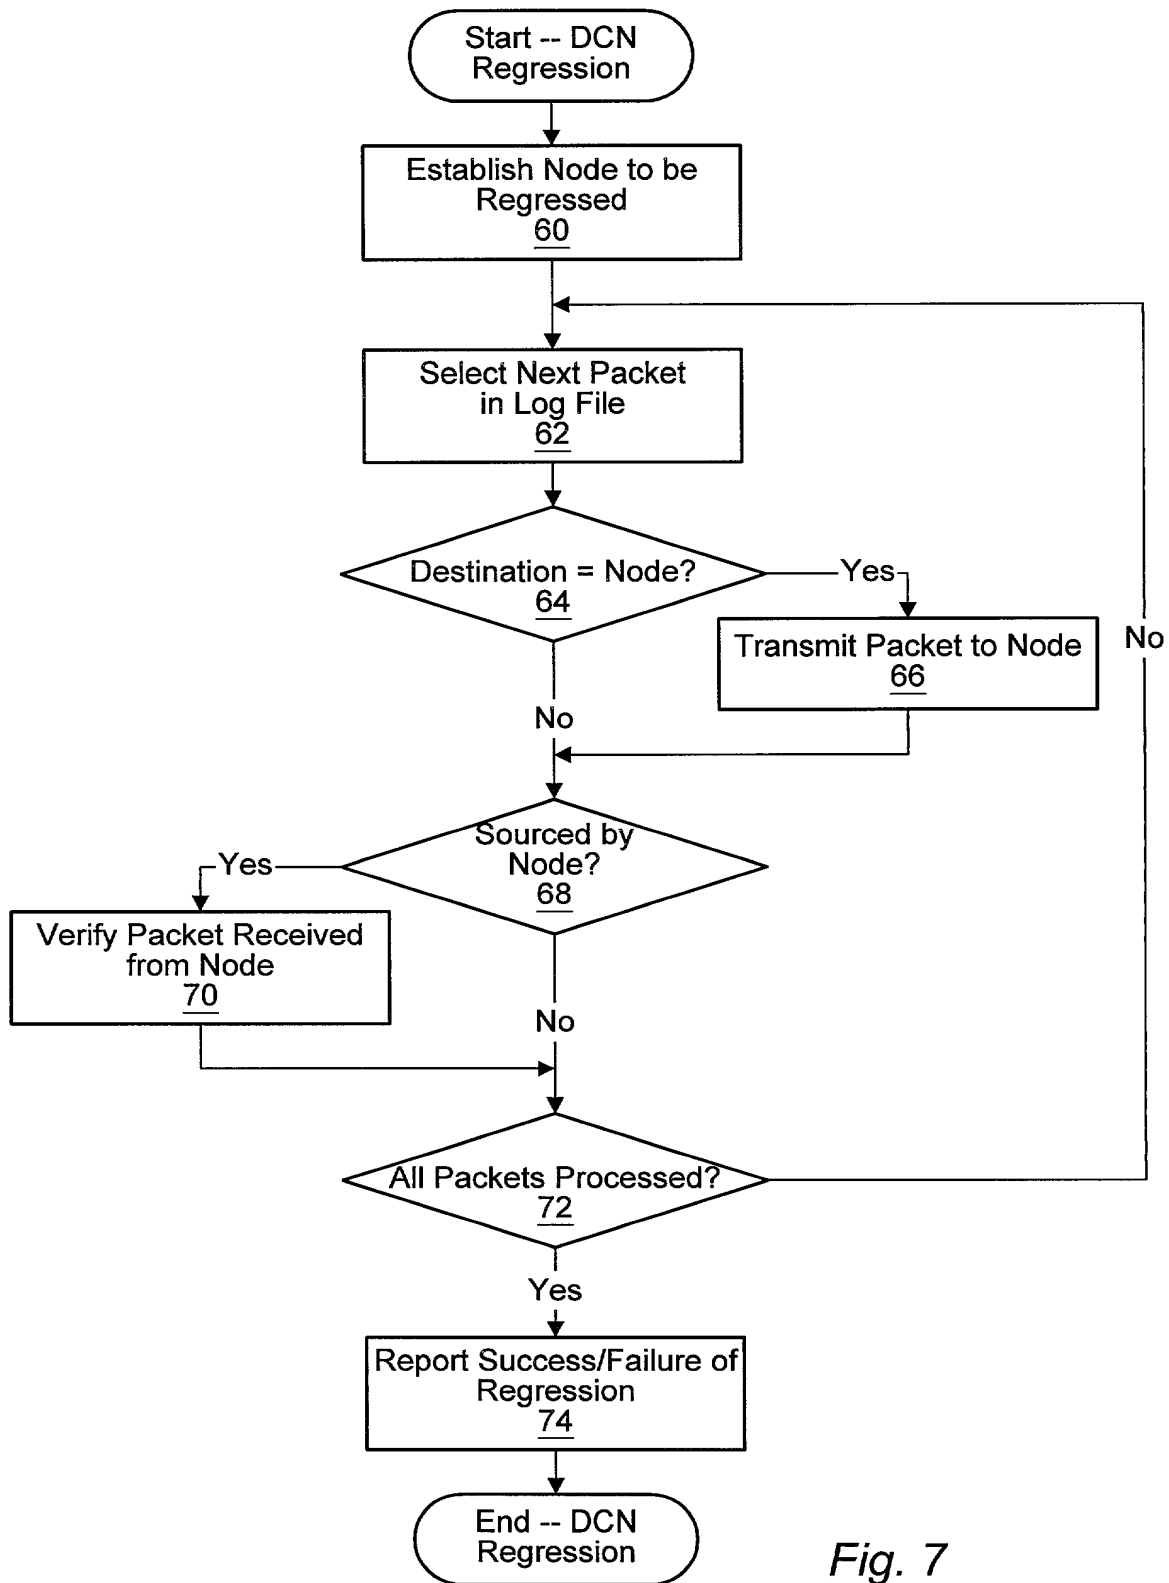 Start -- DCN
Regression
Establish Node to be
Regressed
60
Select Next Packet
in Log File
62
Destination = Node?
64
Yes
Transmit Packet to Node
66
No
No
Sourced by
Node?
68
Yes
Verify Packet Received
from Node
70
No
All Packets Processed?
72
Yes
Report Success/Failure of
Regression
74
End -- DCN
Regression
Fig. 7